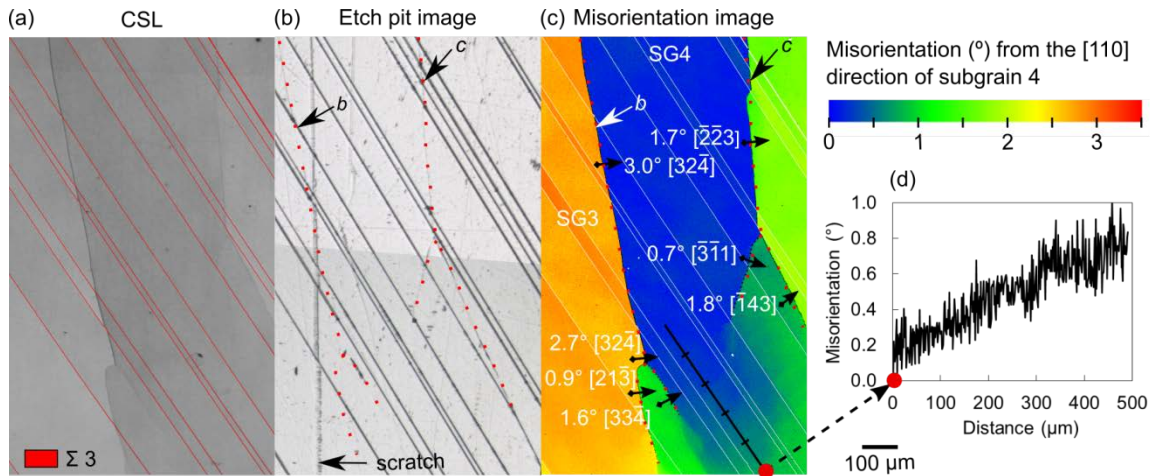 (a) CSL
(b) Etch pit image
(c) Misorientation image
b
c
SG4
c
b
1.7° [2̅2̅3]
3.0° [324̅]
SG3
0.7° [3̅1̅1]
1.8° [1̅43]
2.7° [324̅]
0.9° [213̅]
1.6° [334̅]
Σ 3
scratch
Misorientation (º) from the [110]
direction of subgrain 4
0 1 2 3
(d)
Misorientation (°)
1.0
0.8
0.6
0.4
0.2
0.0
0 100 200 300 400 500
Distance (µm)
100 µm